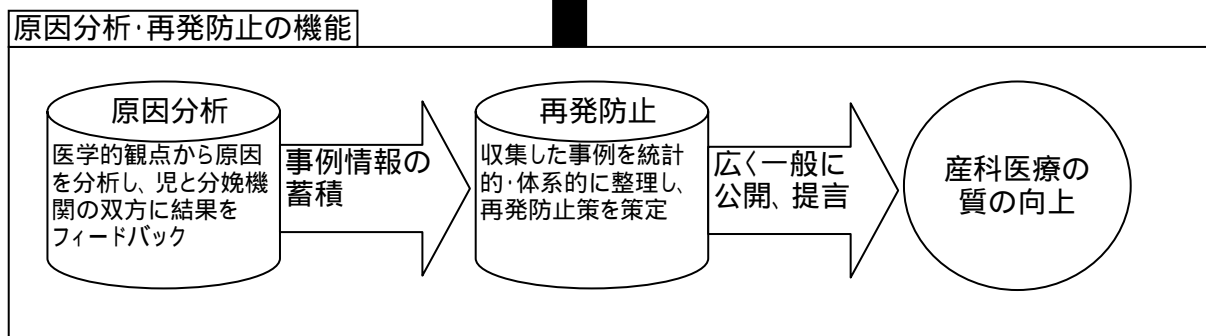 原因分析・再発防止の機能
原因分析
医学的観点から原因
を分析し、児と分娩機
関の双方に結果を
フィードバック
事例情報の
蓄積
再発防止
収集した事例を統計
的・体系的に整理し、
再発防止策を策定
広く一般に
公開、提言
産科医療の
質の向上